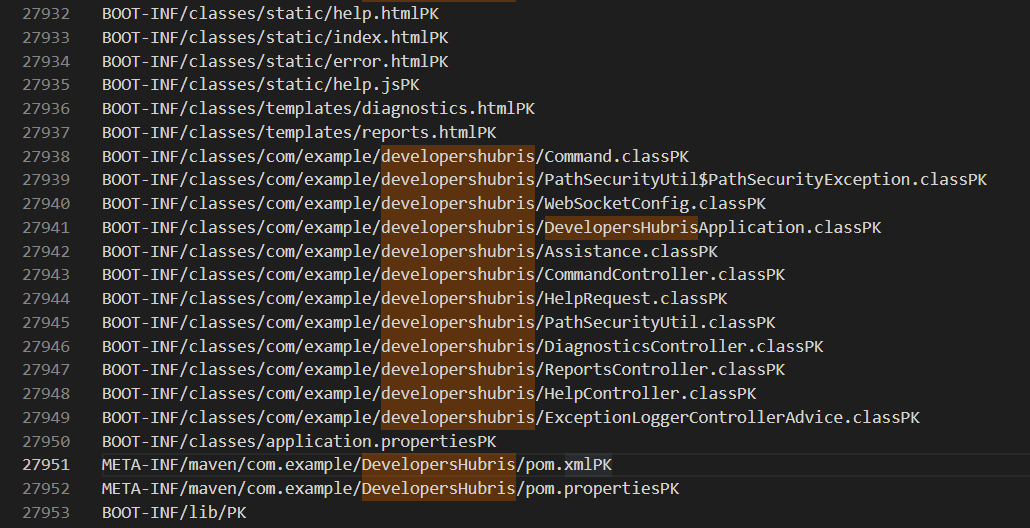 27932 BOOT-INF/classes/static/help.htmlPK
27933 BOOT-INF/classes/static/index.htmlPK
27934 BOOT-INF/classes/static/error.htmlPK
27935 BOOT-INF/classes/static/help.jsPK
27936 BOOT-INF/classes/templates/diagnostics.htmlPK
27937 BOOT-INF/classes/templates/reports.htmlPK
27938 BOOT-INF/classes/com/example/developershubris/Command.classPK
27939 BOOT-INF/classes/com/example/developershubris/PathSecurityUtil$PathSecurityException.classPK
27940 BOOT-INF/classes/com/example/developershubris/WebSocketConfig.classPK
27941 BOOT-INF/classes/com/example/developershubris/DevelopersHubrisApplication.classPK
27942 BOOT-INF/classes/com/example/developershubris/Assistance.classPK
27943 BOOT-INF/classes/com/example/developershubris/CommandController.classPK
27944 BOOT-INF/classes/com/example/developershubris/HelpRequest.classPK
27945 BOOT-INF/classes/com/example/developershubris/PathSecurityUtil.classPK
27946 BOOT-INF/classes/com/example/developershubris/DiagnosticsController.classPK
27947 BOOT-INF/classes/com/example/developershubris/ReportsController.classPK
27948 BOOT-INF/classes/com/example/developershubris/HelpController.classPK
27949 BOOT-INF/classes/com/example/developershubris/ExceptionLoggerControllerAdvice.classPK
27950 BOOT-INF/classes/application.propertiesPK
27951 META-INF/maven/com.example/DevelopersHubris/pom.xmlPK
27952 META-INF/maven/com.example/DevelopersHubris/pom.propertiesPK
27953 BOOT-INF/lib/PK